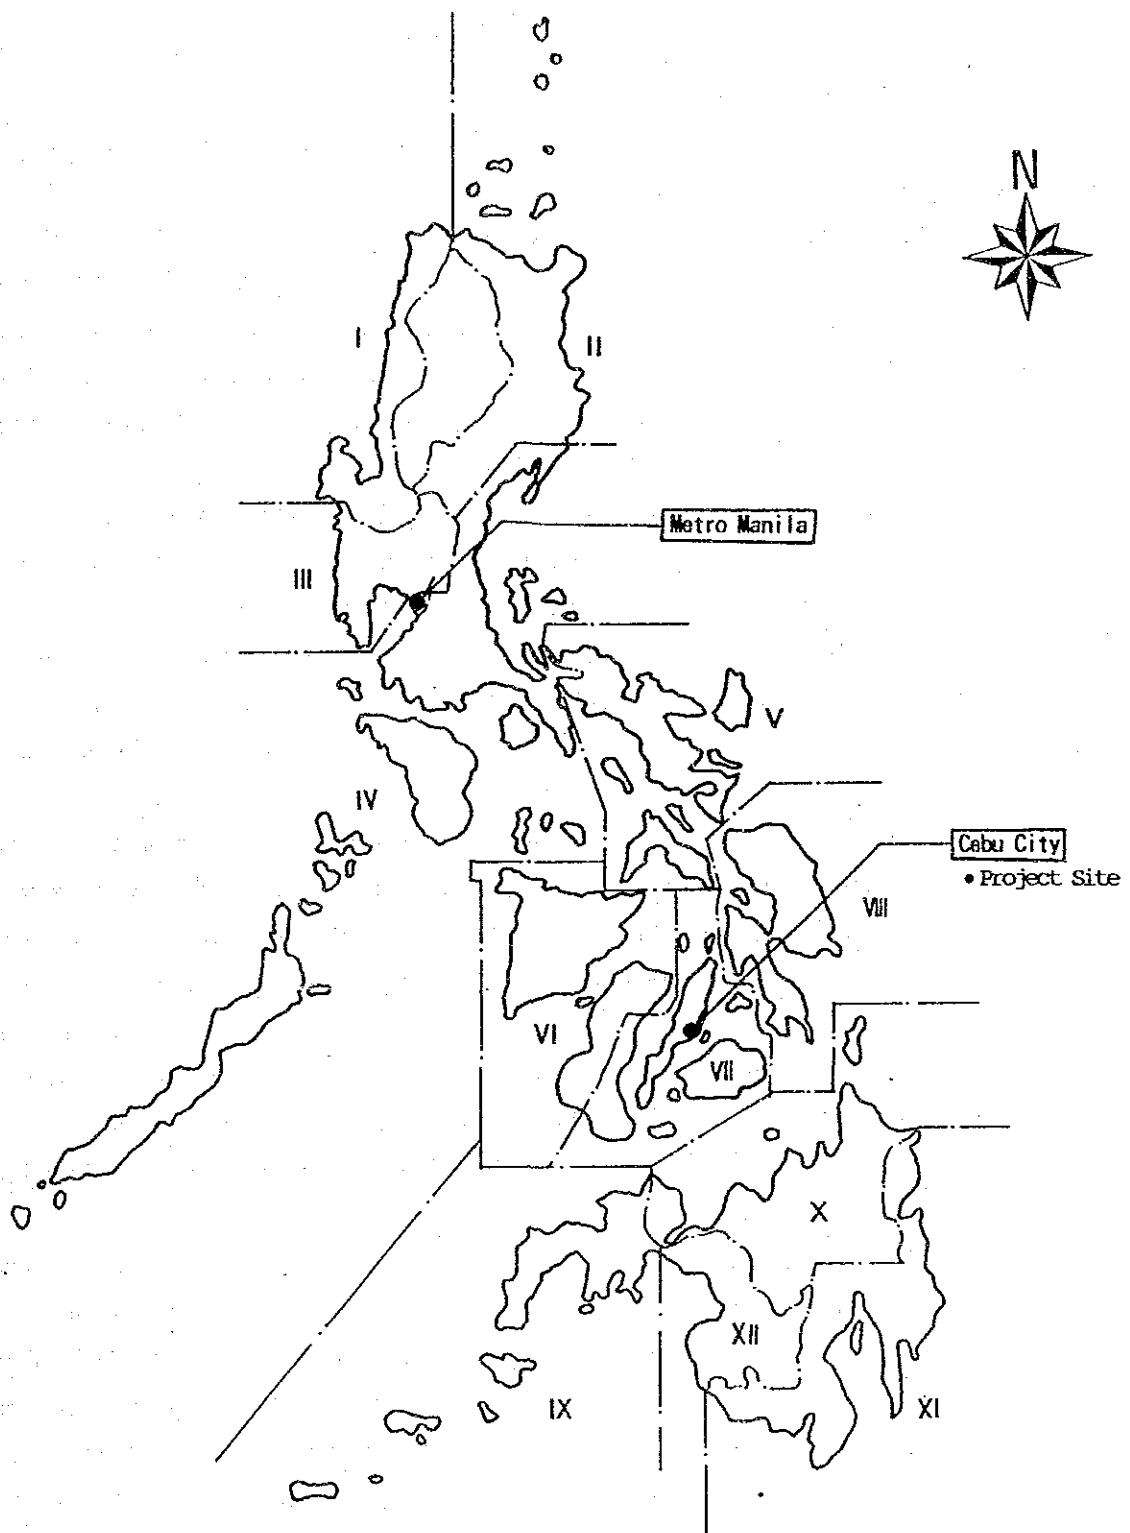 N
I
II
Metro Manila
III
V
IV
Cebu City
• Project Site
VIII
VI
VII
X
XII
IX
XI